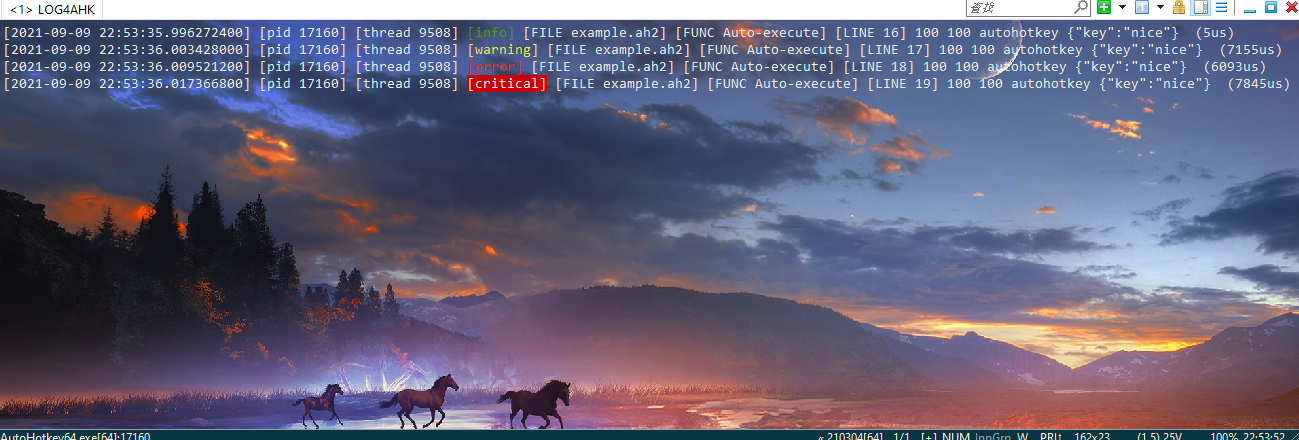 <1> LOG4AHK
查找
[2021-09-09 22:53:35.996272400] [pid 17160] [thread 9508] [info] [FILE example.ah2] [FUNC Auto-execute] [LINE 16] 100 100 autohotkey {"key":"nice"} (5us)
[2021-09-09 22:53:36.003428000] [pid 17160] [thread 9508] [warning] [FILE example.ah2] [FUNC Auto-execute] [LINE 17] 100 100 autohotkey {"key":"nice"} (7155us)
[2021-09-09 22:53:36.009521200] [pid 17160] [thread 9508] [error] [FILE example.ah2] [FUNC Auto-execute] [LINE 18] 100 100 autohotkey {"key":"nice"} (6093us)
[2021-09-09 22:53:36.017366800] [pid 17160] [thread 9508] [critical] [FILE example.ah2] [FUNC Auto-execute] [LINE 19] 100 100 autohotkey {"key":"nice"} (7845us)
AutoHotkey64.exe[64]:17160 « 210304[64] 1/1 [+] NUM InpGrp W PRI↕ 162x23 (1,5) 25V 100% 22:53:52